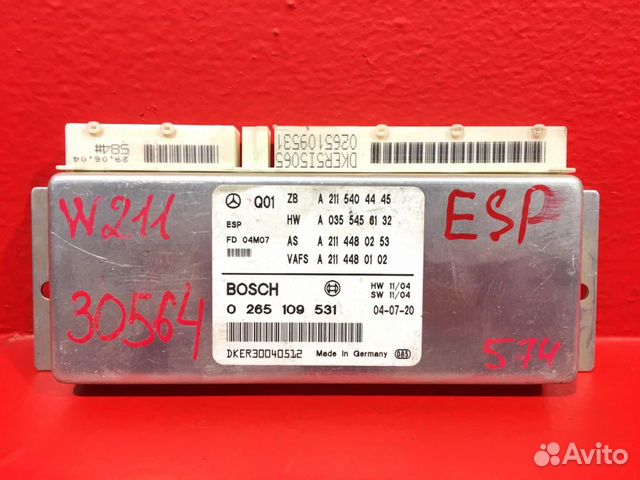 29.06.04
584#
DKER5I5065
0265109531
W211
30564
ESP
574
Q01 ZB A 211 540 44 45
ESP HW A 035 545 61 32
FD 04M07 AS A 211 448 02 53
VAFS A 211 448 01 02
BOSCH HW 11/04
SW 11/04
0 265 109 531 04-07-20
DKER30040512 Made in Germany 083
Avito